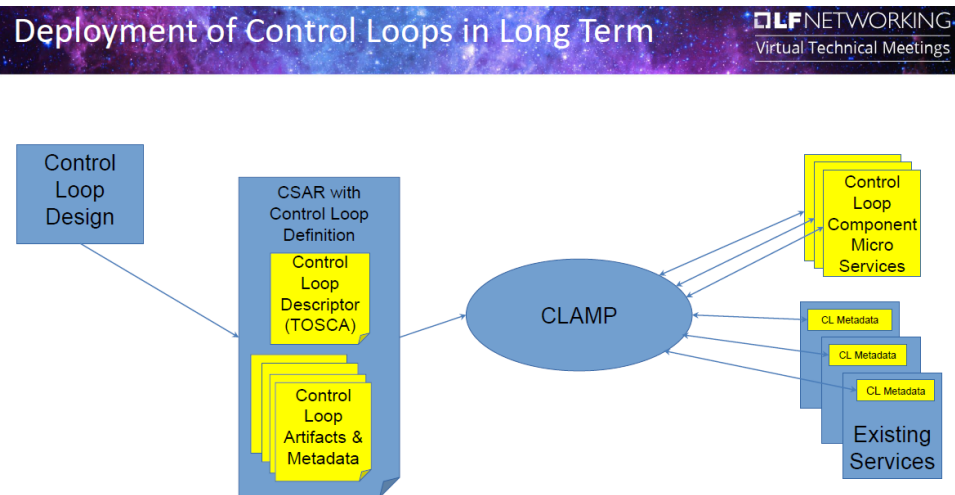 Deployment of Control Loops in Long Term
LFNETWORKING
Virtual Technical Meetings
Control
Loop
Design
CSAR with
Control Loop
Definition
Control
Loop
Descriptor
(TOSCA)
Control
Loop
Artifacts &
Metadata
CLAMP
Control
Loop
Component
Micro
Services
CL Metadata
CL Metadata
CL Metadata
Existing
Services